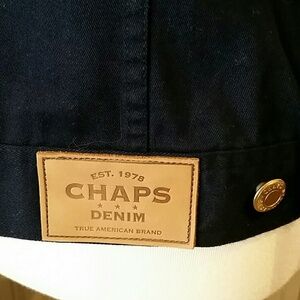 EST. 1978
CHAPS
★ ★ ★
DENIM
TRUE AMERICAN BRAND